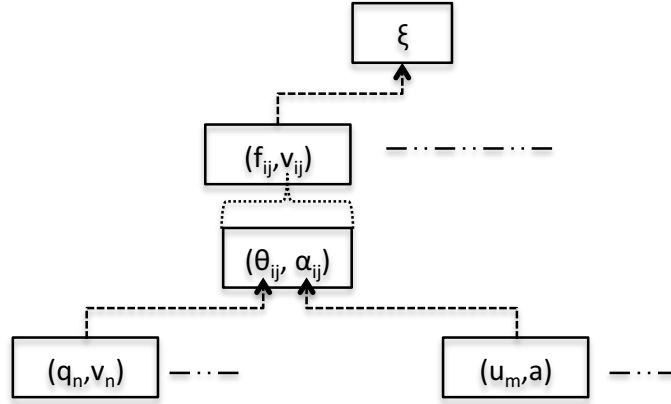 ξ
(f_ij,v_ij)
(θ_ij, α_ij)
(q_n,v_n)
(u_m,a)